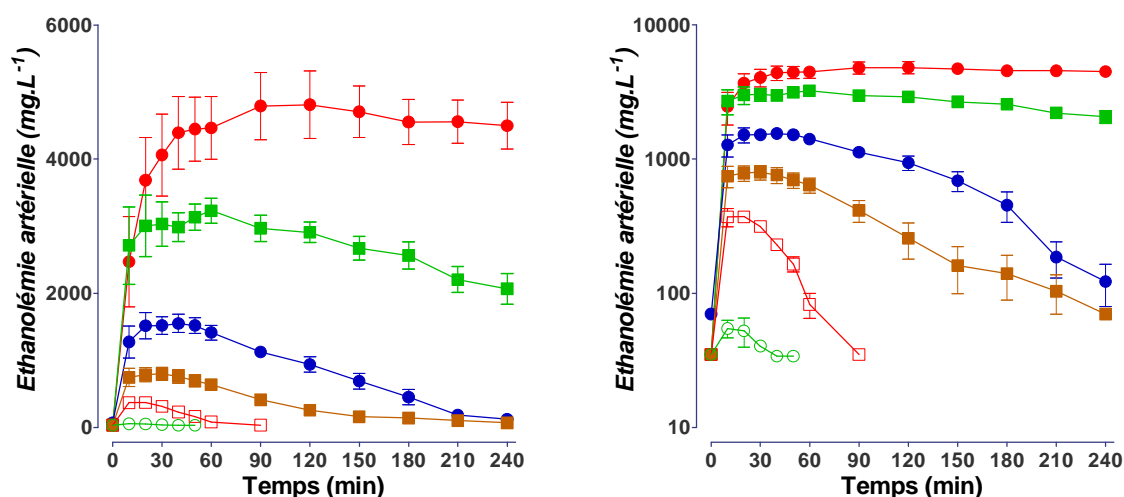 6000
4000
2000
0
Ethanolémie artérielle (mg.L-1)
0 30 60 90 120 150 180 210 240
Temps (min)
10000
1000
100
10
Ethanolémie artérielle (mg.L-1)
0 30 60 90 120 150 180 210 240
Temps (min)